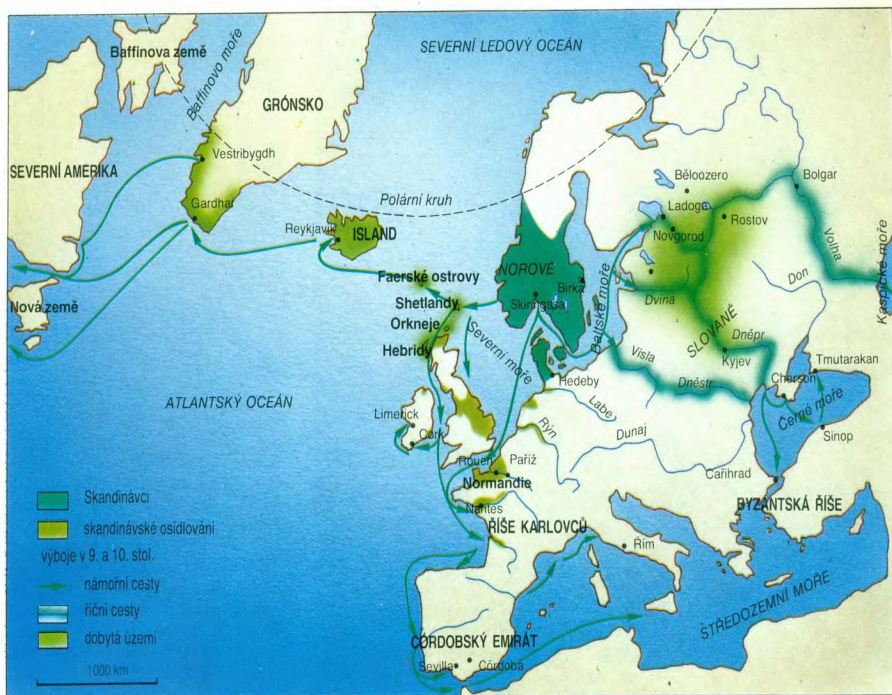 Baffinova země
Baffinovo moře
SEVERNÍ LEDOVÝ OCEÁN
GRÓNSKO
SEVERNÍ AMERIKA
Vestribygdh
Gardhar
Polární kruh
Reykjavik
ISLAND
Faerské ostrovy
Shetlandy
Orkneje
Hebridy
Nová země
ATLANTSKÝ OCEÁN
NOROVÉ
Birka
Skiringssa
Severní moře
Baltské moře
Hedeby
Běloozero
Ladoga
Novgorod
Rostov
Bolgar
Volha
Kaspické moře
Don
Dvina
SLOVANÉ
Dněpr
Kyjev
Visla
Dněstr
Tmutarakan
Cherson
Černé moře
Sinop
Labe
Rýn
Dunaj
Limerick
Cork
Rouen
Paříž
Normandie
Nantes
ŘÍŠE KARLOVCŮ
Cařihrad
BYZANTSKÁ ŘÍŠE
Řím
STŘEDOZEMNÍ MOŘE
CÓRDOBSKÝ EMIRÁT
Sevilla
Córdoba
Skandinávci
skandinávské osídlování
výboje v 9. a 10. stol.
námořní cesty
říční cesty
dobytá území
1000 km